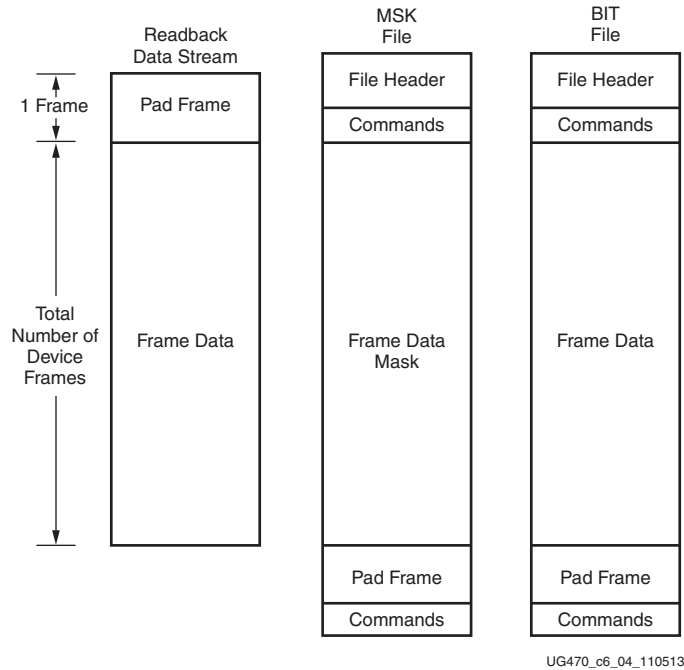 Readback
Data Stream
MSK
File
BIT
File
1 Frame
Pad Frame
File Header
File Header
Commands
Commands
Total
Number of
Device
Frames
Frame Data
Frame Data
Mask
Frame Data
Pad Frame
Pad Frame
Commands
Commands
UG470_c6_04_110513